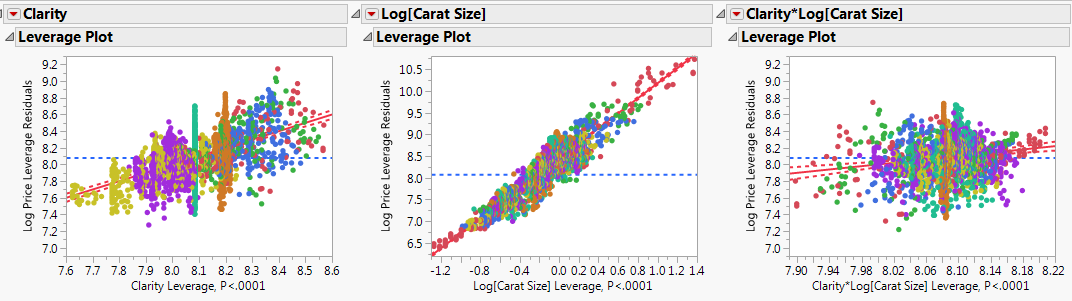 Clarity
Leverage Plot
Log Price Leverage Residuals
9.2
9.0
8.8
8.6
8.4
8.2
8.0
7.8
7.6
7.4
7.2
7.0
7.6 7.7 7.8 7.9 8.0 8.1 8.2 8.3 8.4 8.5 8.6
Clarity Leverage, P<.0001
Log[Carat Size]
Leverage Plot
Log Price Leverage Residuals
10.5
10.0
9.5
9.0
8.5
8.0
7.5
7.0
6.5
-1.2 -0.8 -0.4 0.0 0.2 0.4 0.6 0.8 1.0 1.2 1.4
Log[Carat Size] Leverage, P<.0001
Clarity*Log[Carat Size]
Leverage Plot
Log Price Leverage Residuals
9.2
9.0
8.8
8.6
8.4
8.2
8.0
7.8
7.6
7.4
7.2
7.0
7.90 7.94 7.98 8.02 8.06 8.10 8.14 8.18 8.22
Clarity*Log[Carat Size] Leverage, P<.0001